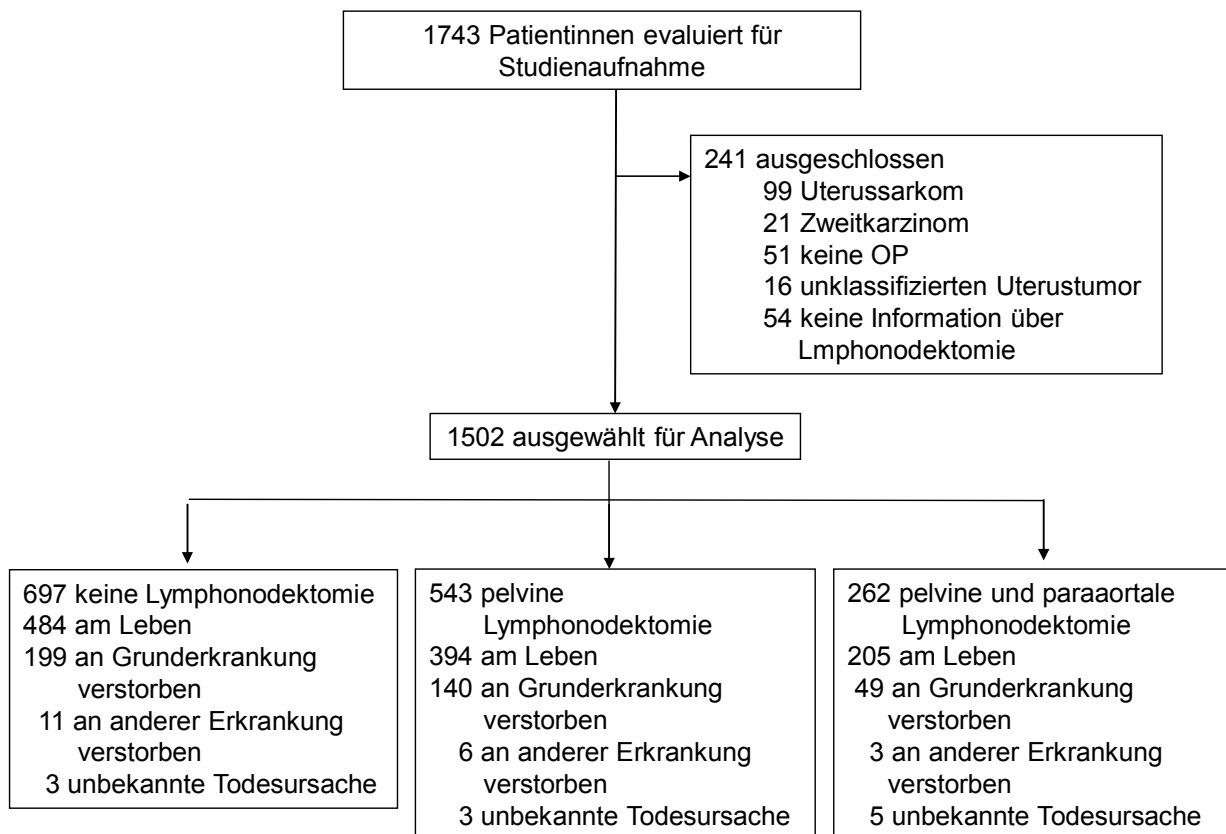 1743 Patientinnen evaluiert für
Studienaufnahme
241 ausgeschlossen
99 Uterussarkom
21 Zweitkarzinom
51 keine OP
16 unklassifizierten Uterustumor
54 keine Information über
Lmphonodektomie
1502 ausgewählt für Analyse
697 keine Lymphonodektomie
484 am Leben
199 an Grunderkrankung
verstorben
11 an anderer Erkrankung
verstorben
3 unbekannte Todesursache
543 pelvine
Lymphonodektomie
394 am Leben
140 an Grunderkrankung
verstorben
6 an anderer Erkrankung
verstorben
3 unbekannte Todesursache
262 pelvine und paraaortale
Lymphonodektomie
205 am Leben
49 an Grunderkrankung
verstorben
3 an anderer Erkrankung
verstorben
5 unbekannte Todesursache